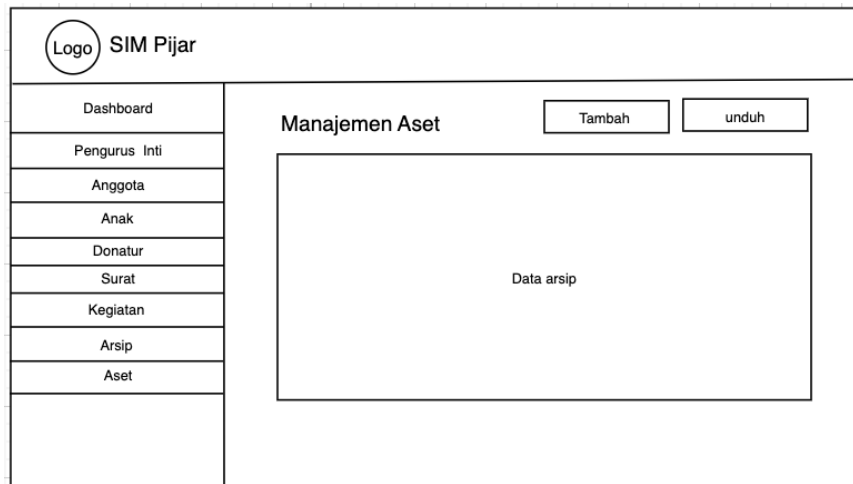 Logo
SIM Pijar
Dashboard
Pengurus Inti
Anggota
Anak
Donatur
Surat
Kegiatan
Arsip
Aset
Manajemen Aset
Tambah
unduh
Data arsip